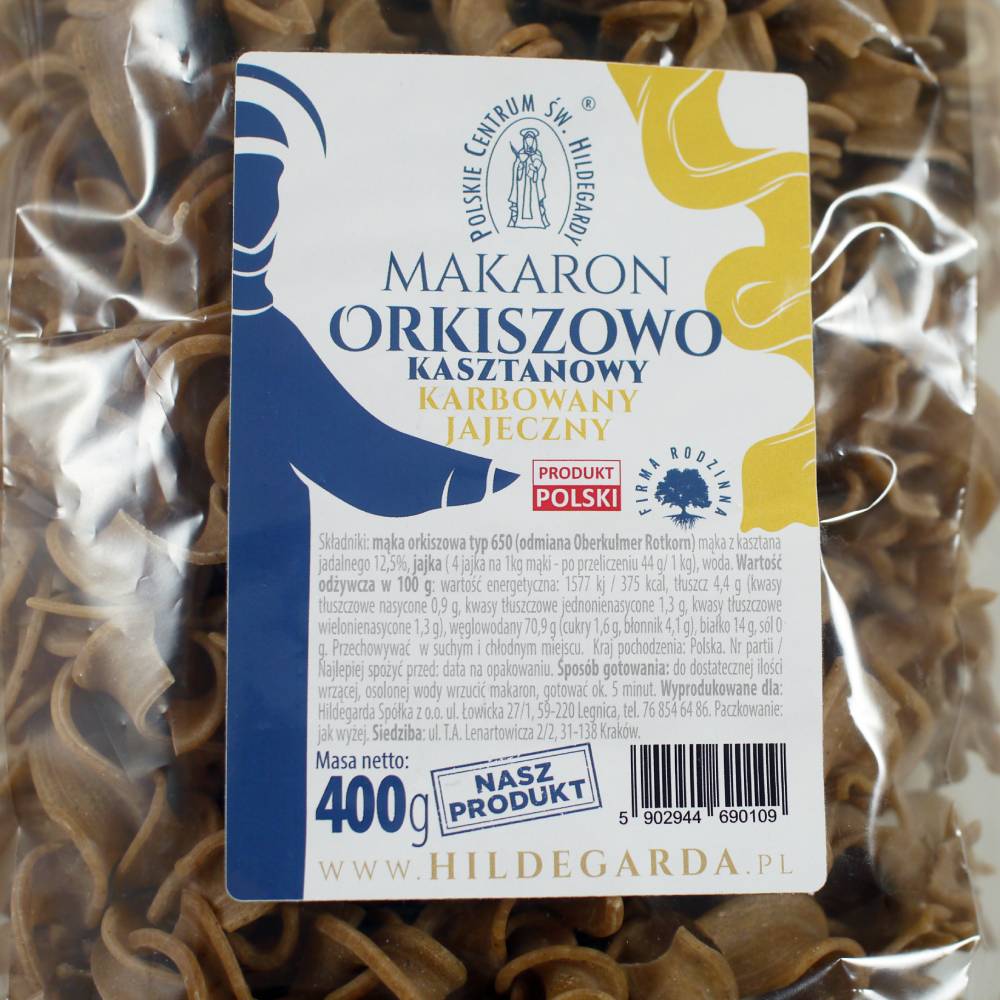 POLSKIE CENTRUM ŚW. HILDEGARDY ®
MAKARON
ORKISZOWO
KASZTANOWY
KARBOWANY
JAJECZNY
PRODUKT
POLSKI
FIRMA RODZINNA
Składniki: mąka orkiszowa typ 650 (odmiana Oberkulmer Rotkorn) mąka z kasztana
jadalnego 12,5%, jajka ( 4 jajka na 1kg mąki - po przeliczeniu 44 g/ 1 kg), woda. Wartość
odżywcza w 100 g: wartość energetyczna: 1577 kj / 375 kcal, tłuszcz 4,4 g (kwasy
tłuszczowe nasycone 0,9 g, kwasy tłuszczowe jednonienasycone 1,3 g, kwasy tłuszczowe
wielonienasycone 1,3 g), węglowodany 70,9 g (cukry 1,6 g, błonnik 4,1 g), białko 14 g, sól 0
g. Przechowywać w suchym i chłodnym miejscu. Kraj pochodzenia: Polska. Nr partii /
Najlepiej spożyć przed: data na opakowaniu. Sposób gotowania: do dostatecznej ilości
wrzącej, osolonej wody wrzucić makaron, gotować ok. 5 minut. Wyprodukowane dla:
Hildegarda Spółka z o.o. ul. Łowicka 27/1, 59-220 Legnica, tel. 76 854 64 86. Paczkowanie:
jak wyżej. Siedziba: ul. T.A. Lenartowicza 2/2, 31-138 Kraków.
Masa netto:
400g
NASZ
PRODUKT
5 902944 690109
WWW.HILDEGARDA.PL